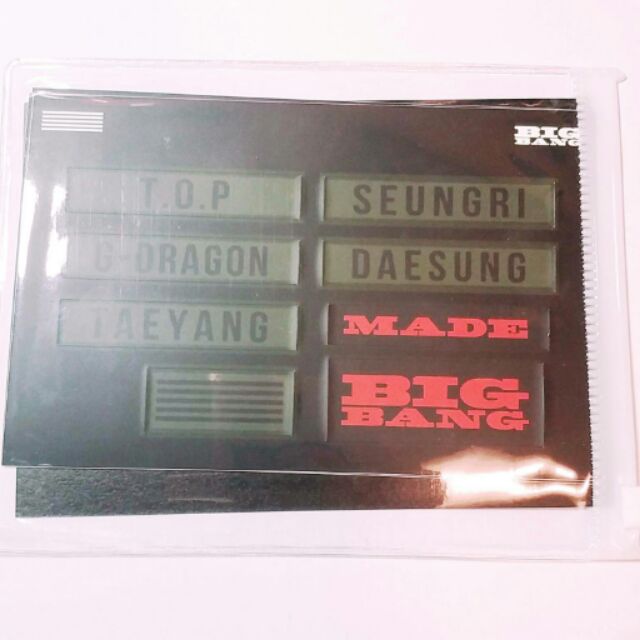 BIG
BANG
T.O.P
SEUNGRI
G-DRAGON
DAESUNG
TAEYANG
MADE
BIG
BANG